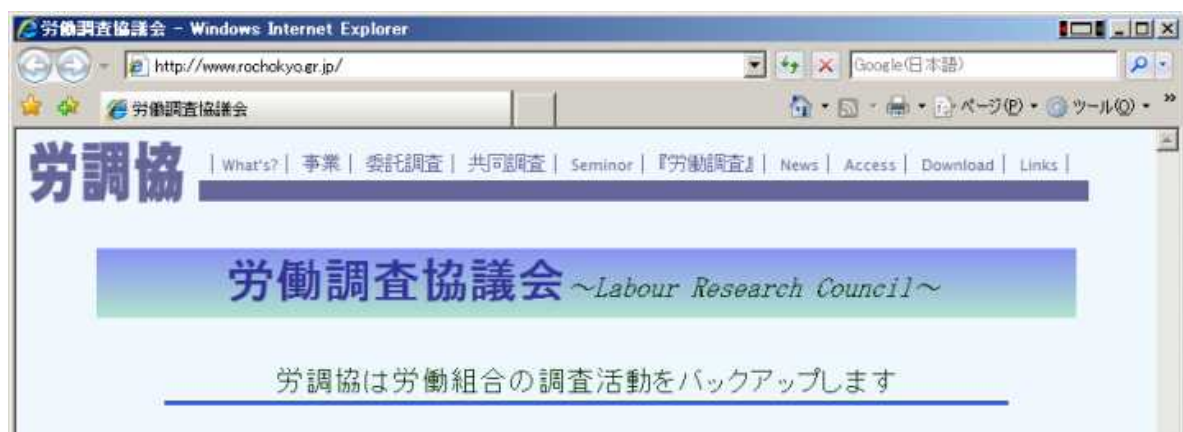 労働調査協議会 - Windows Internet Explorer
http://www.rochokyo.gr.jp/
Google(日本語)
労働調査協議会
ページ(P)
ツール(O)
労調協
| What's? | 事業 | 委託調査 | 共同調査 | Seminor | 『労働調査』 | News | Access | Download | Links |
労働調査協議会 ~Labour Research Council~
労調協は労働組合の調査活動をバックアップします